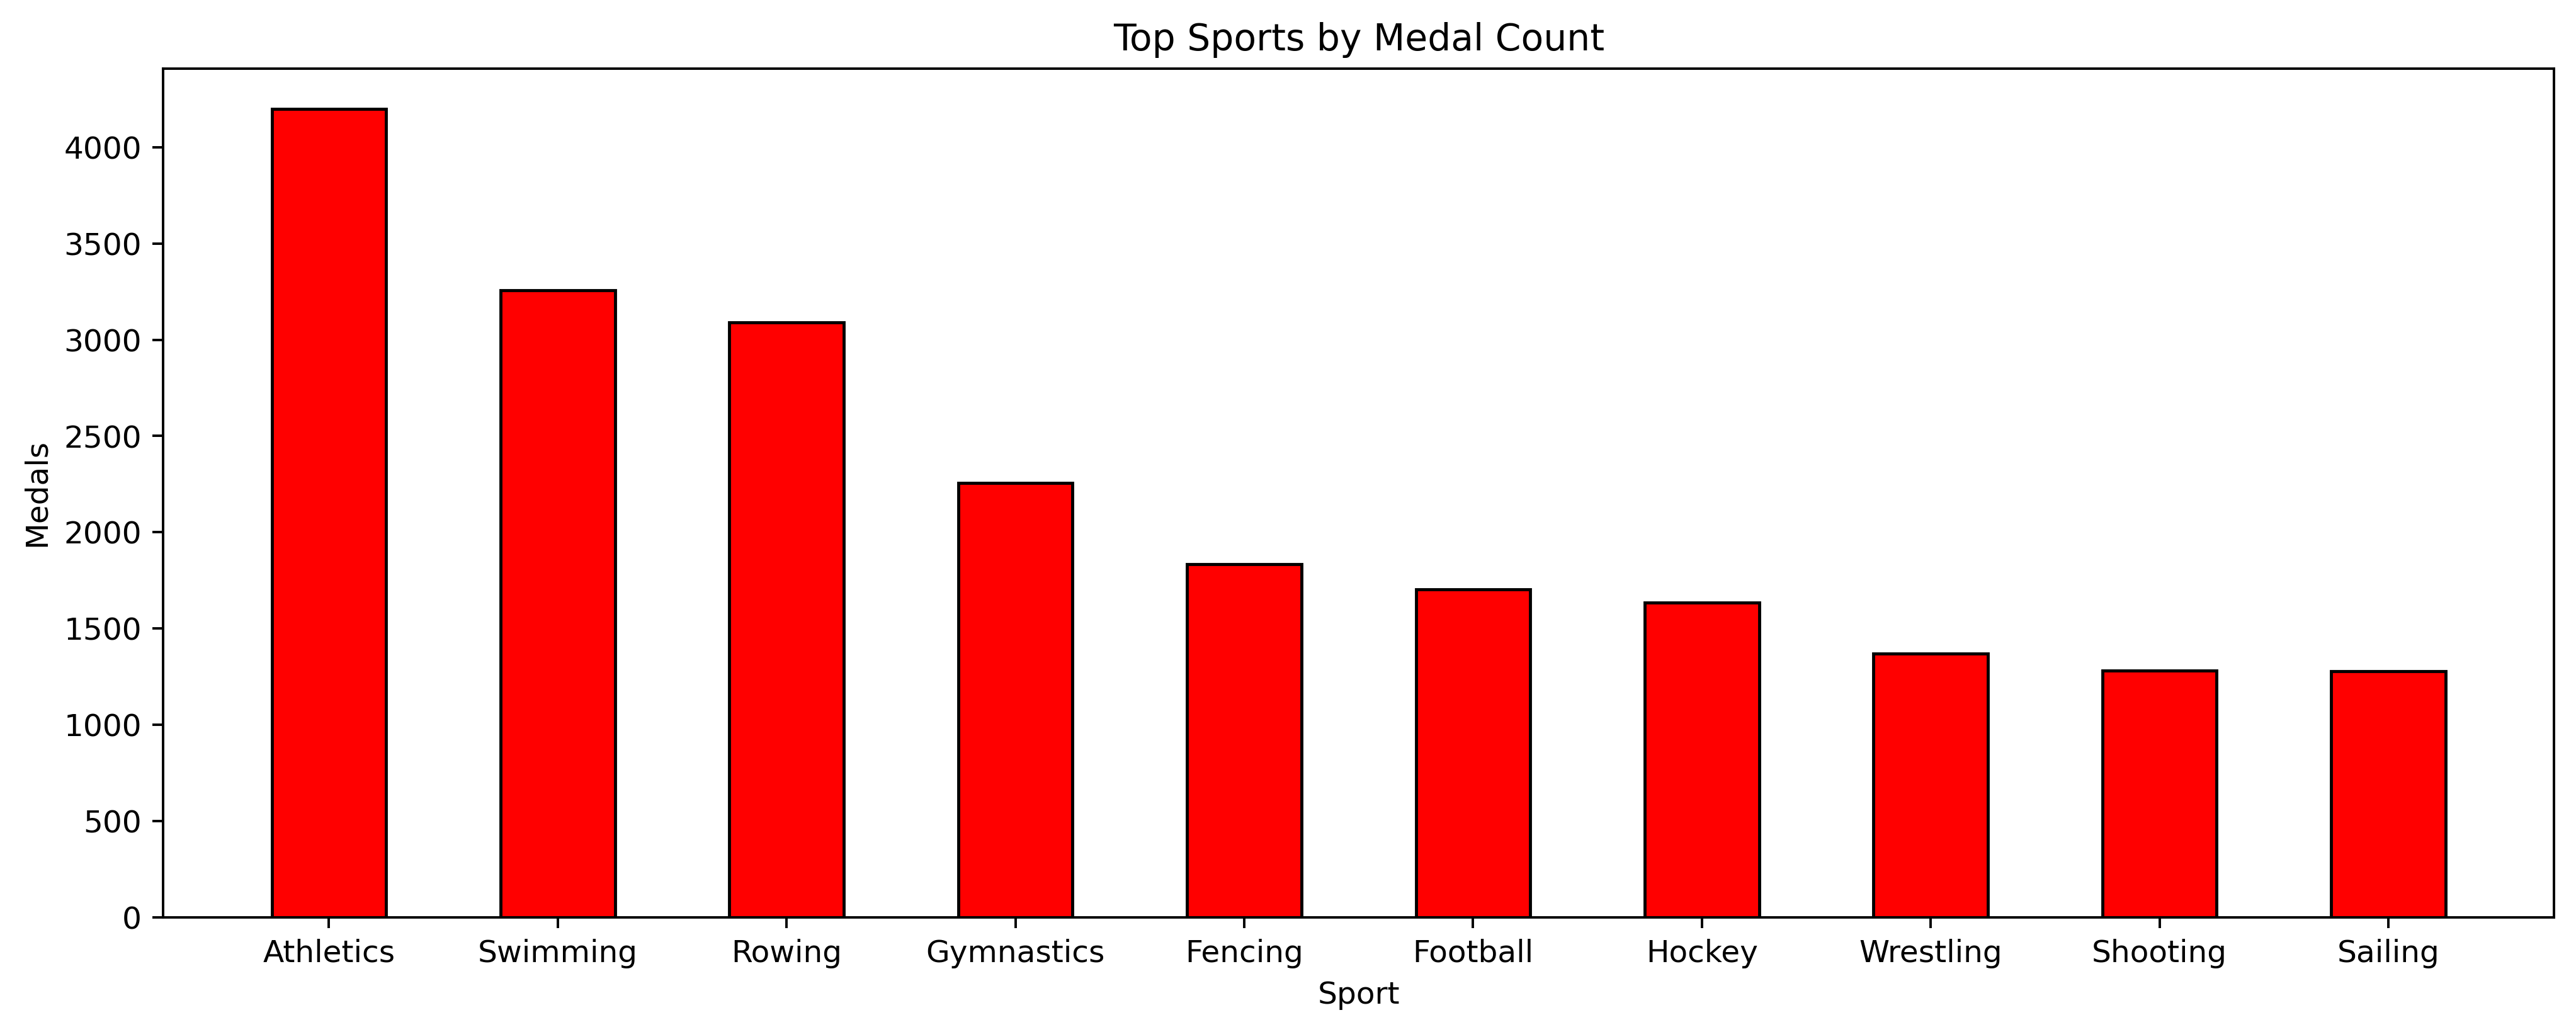 Top Sports by Medal Count
Medals
4000
3500
3000
2500
2000
1500
1000
500
0
Athletics Swimming Rowing Gymnastics Fencing Football Hockey Wrestling Shooting Sailing
Sport